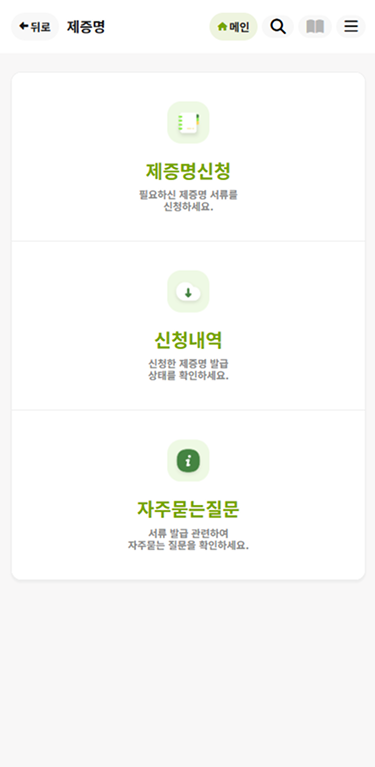 뒤로 제증명 메인
제증명신청
필요하신 제증명 서류를
신청하세요.
신청내역
신청한 제증명 발급
상태를 확인하세요.
자주묻는질문
서류 발급 관련하여
자주묻는 질문을 확인하세요.